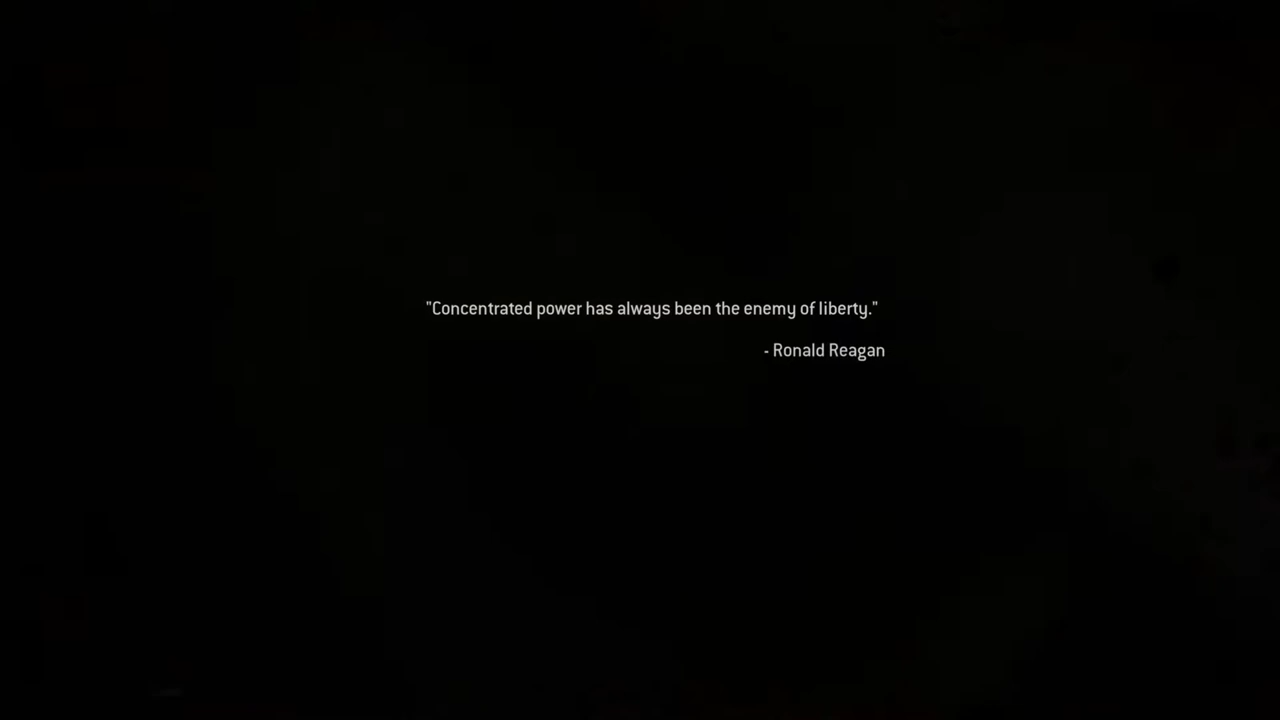 "Concentrated power has always been the enemy of liberty."
- Ronald Reagan